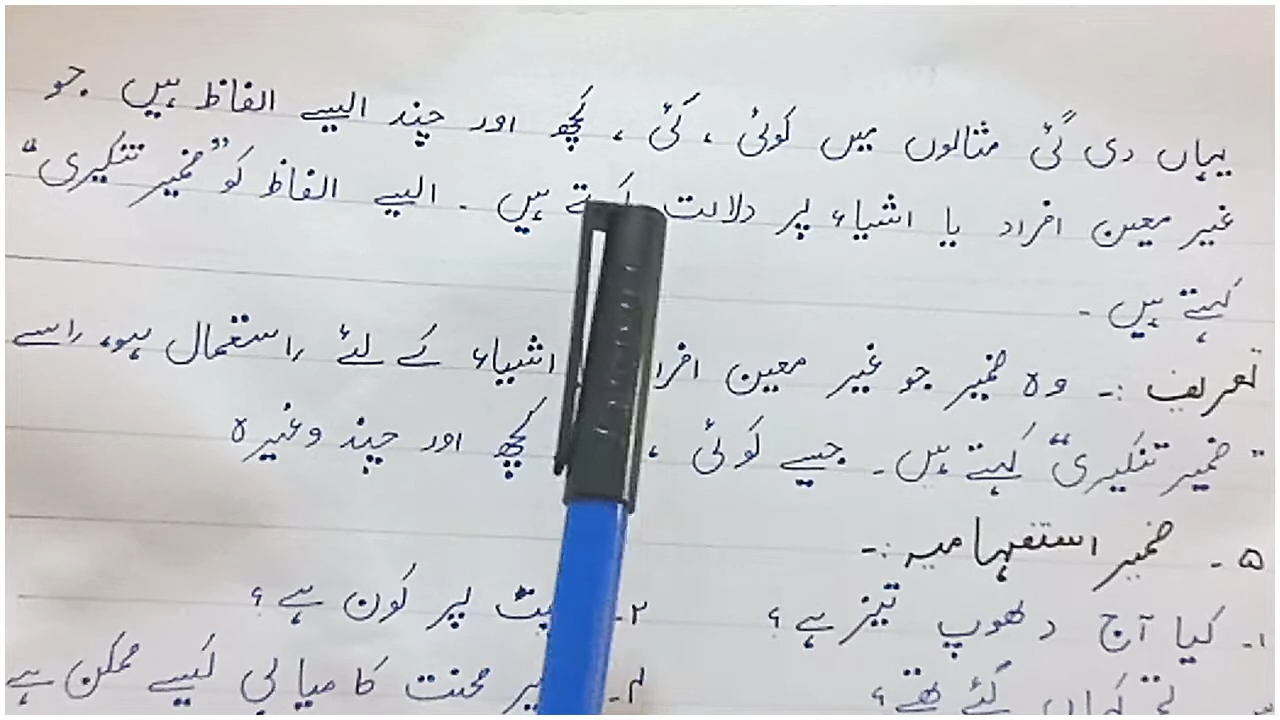 یہاں دی گئی مثالوں میں کوئی ، کئی ، کچھ اور چند ایسے الفاظ ہیں جو
غیر معین افراد یا اشیاء پر دلالت کرتے ہیں ۔ ایسے الفاظ کو "ضمیر تنکیری"
کہتے ہیں ۔
تعریف :۔ وہ ضمیر جو غیر معین اشیاء کے لئے استعمال ہو، اسے
"ضمیر تنکیری" کہتے ہیں ۔ جیسے کوئی ، کچھ اور چند وغیرہ
۵ ۔ ضمیر استفہامیہ :۔
۱۔ کیا آج دھوپ تیز ہے ؟ ۲۔ پر کون ہے ؟
کہاں گئے تھے ؟ ۴۔ محنت کامیابی کیسے ممکن ہے